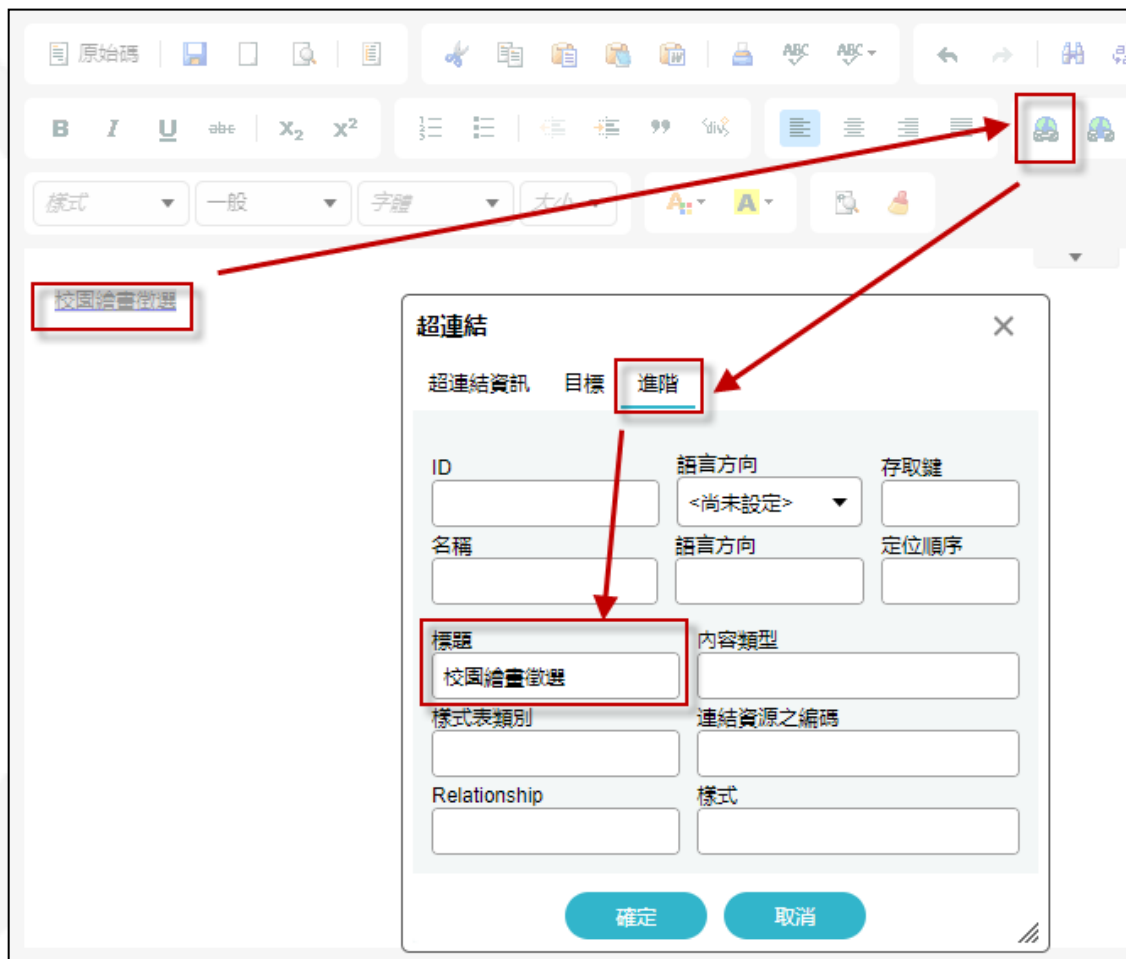 原始碼
ABC ABC
B I U abc X₂ X²
div
樣式 一般 字體 大小 A A
校園繪畫徵選
超連結
超連結資訊 目標 進階
ID 語言方向 存取鍵
<尚未設定>
名稱 語言方向 定位順序
標題 內容類型
校園繪畫徵選
樣式表類別 連結資源之編碼
Relationship 樣式
確定 取消